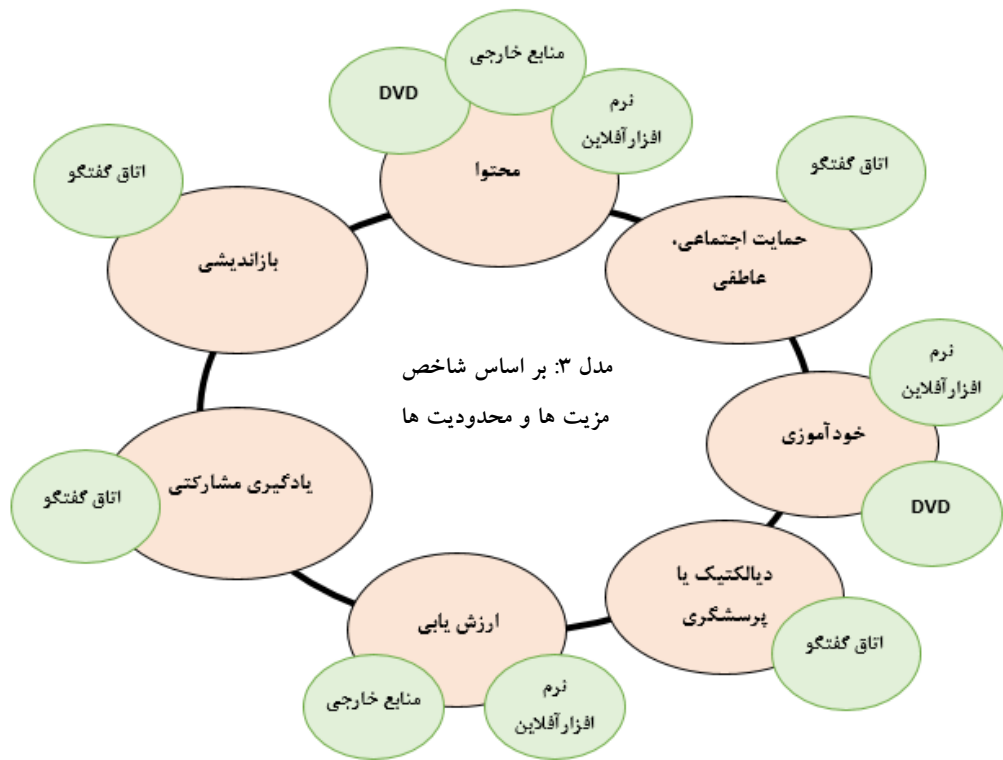 منابع خارجی
DVD
نرم
افزارآفلاین
محتوا
اتاق گفتگو
حمایت اجتماعی،
عاطفی
نرم
افزارآفلاین
خودآموزی
DVD
دیالکتیک یا
پرسشگری
اتاق گفتگو
ارزش یابی
نرم
افزارآفلاین
منابع خارجی
یادگیری مشارکتی
اتاق گفتگو
بازاندیشی
اتاق گفتگو
مدل ۳: بر اساس شاخص
مزیت ها و محدودیت ها